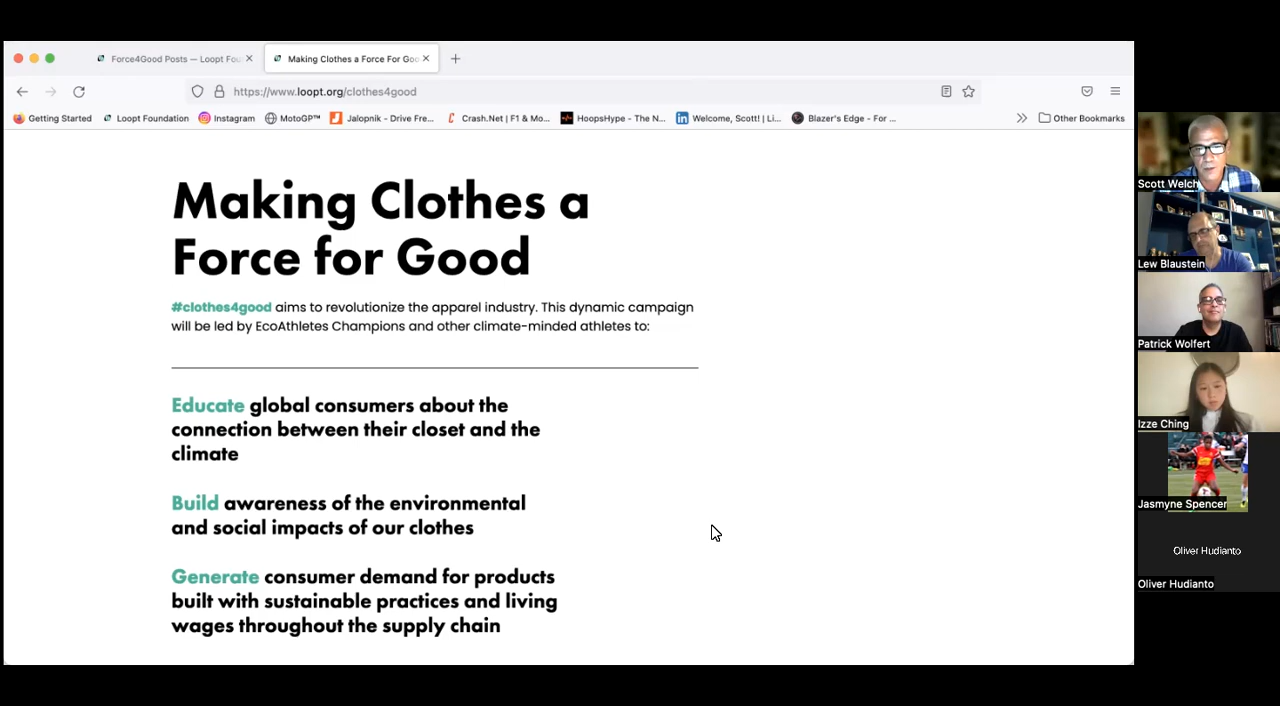 Force4Good Posts — Loopt Fou
Making Clothes a Force For Goo
https://www.loopt.org/clothes4good
Getting Started
Loopt Foundation
Instagram
MotoGP™
Jalopnik - Drive Fre...
Crash.Net | F1 & Mo...
HoopsHype - The N...
Welcome, Scott! | Li...
Blazer's Edge - For ...
Other Bookmarks
Making Clothes a
Force for Good
#clothes4good aims to revolutionize the apparel industry. This dynamic campaign
will be led by EcoAthletes Champions and other climate-minded athletes to:
Educate global consumers about the
connection between their closet and the
climate
Build awareness of the environmental
and social impacts of our clothes
Generate consumer demand for products
built with sustainable practices and living
wages throughout the supply chain
Scott Welch
Lew Blaustein
Patrick Wolfert
Izze Ching
Jasmyne Spencer
Oliver Hudianto
Oliver Hudianto